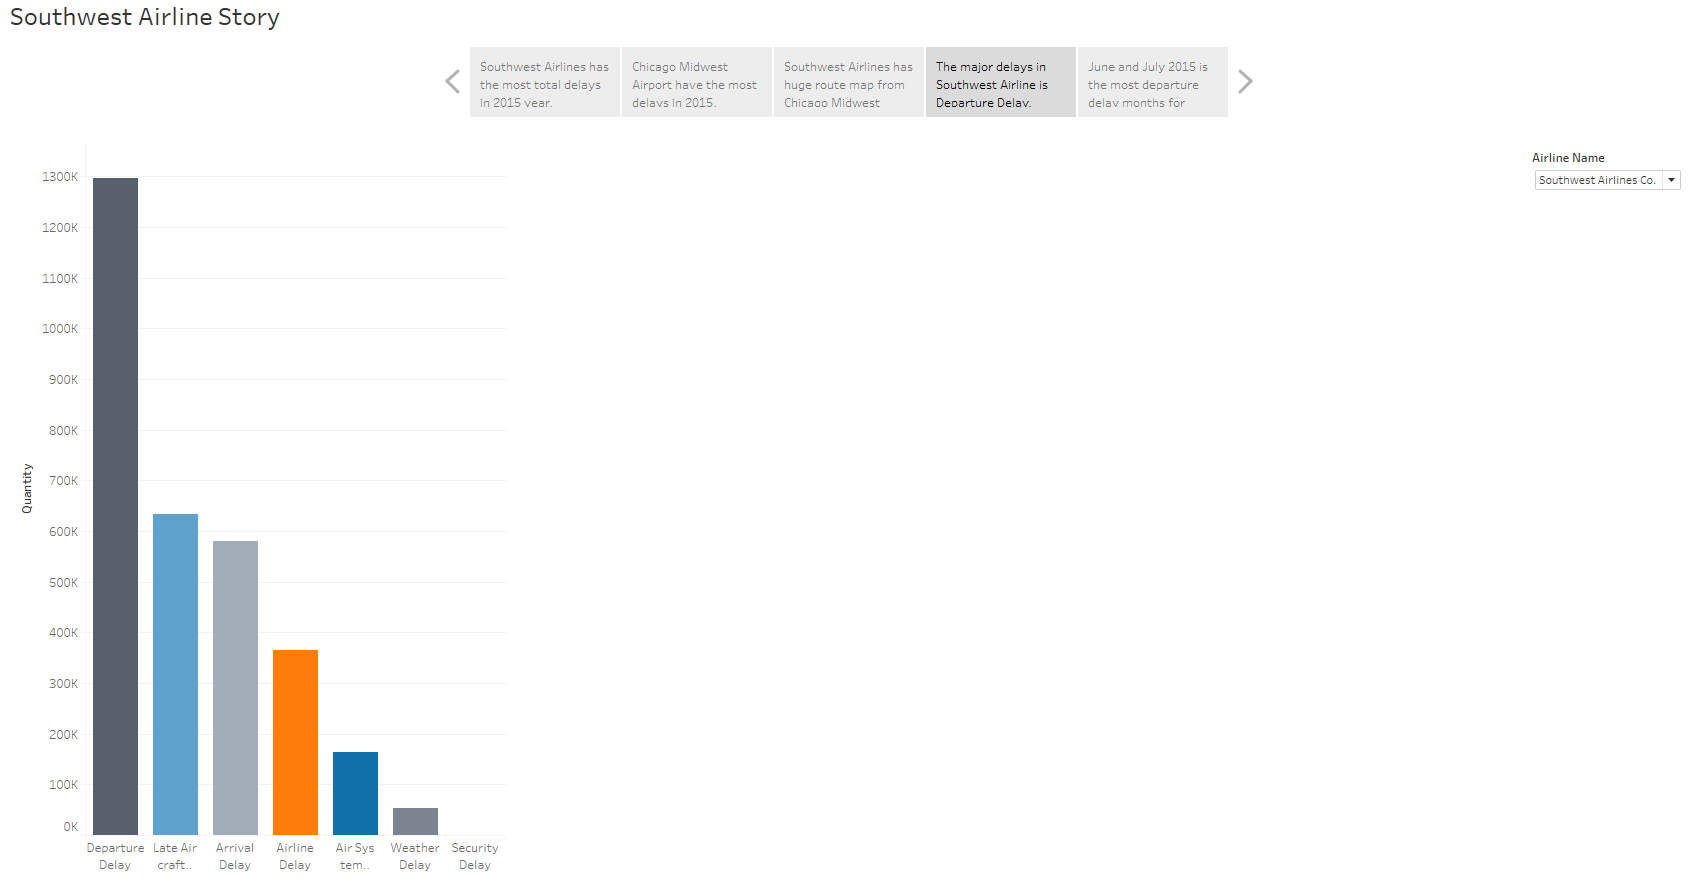 Southwest Airline Story
Southwest Airlines has
the most total delays
in 2015 year.
Chicago Midwest
Airport have the most
delays in 2015.
Southwest Airlines has
huge route map from
Chicago Midwest
The major delays in
Southwest Airline is
Departure Delay.
June and July 2015 is
the most departure
delay months for
Airline Name
Southwest Airlines Co.
Quantity
1300K
1200K
1100K
1000K
900K
800K
700K
600K
500K
400K
300K
200K
100K
0K
Departure
Delay
Late Air
craft..
Arrival
Delay
Airline
Delay
Air Sys
tem..
Weather
Delay
Security
Delay